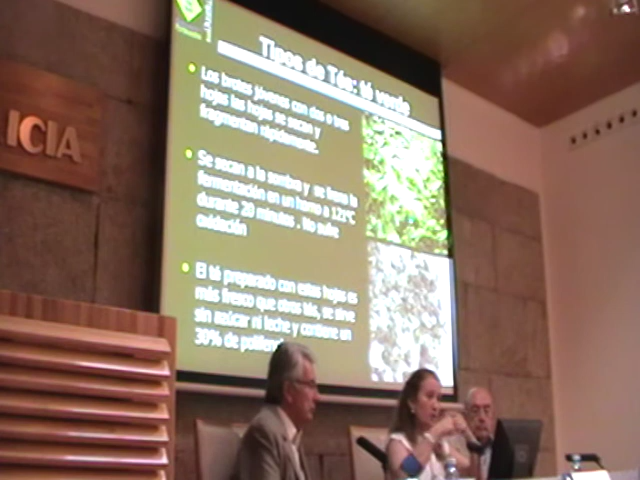 ICIA
Tipos de Tés: té verde
Los brotes jóvenes con dos o tres
hojas las hojas se secan y
fragmentan rápidamente.
Se secan a la sombra y se frena la
fermentación en un horno a 121ºC
durante 20 minutos . No sufre
oxidación
El té preparado con estas hojas es
más fresco que otros tés, se sirve
sin azúcar ni leche y contiene un
30% de